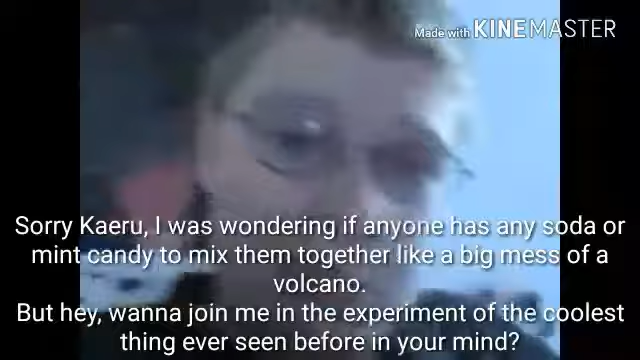 Made with KINEMASTER
Sorry Kaeru, I was wondering if anyone has any soda or
mint candy to mix them together like a big mess of a
volcano.
But hey, wanna join me in the experiment of the coolest
thing ever seen before in your mind?